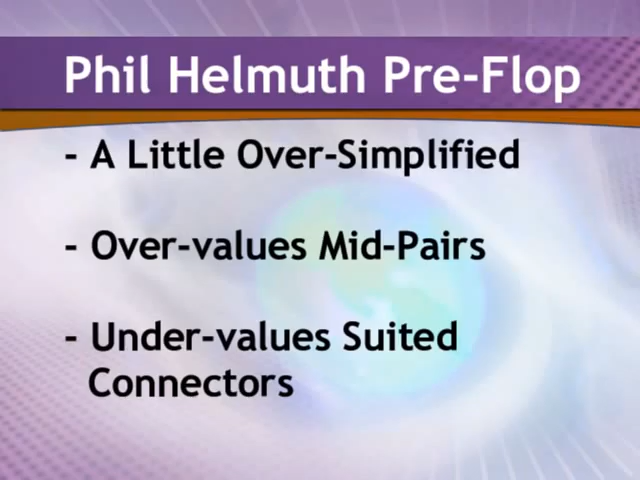 Phil Helmuth Pre-Flop
- A Little Over-Simplified
- Over-values Mid-Pairs
- Under-values Suited
Connectors